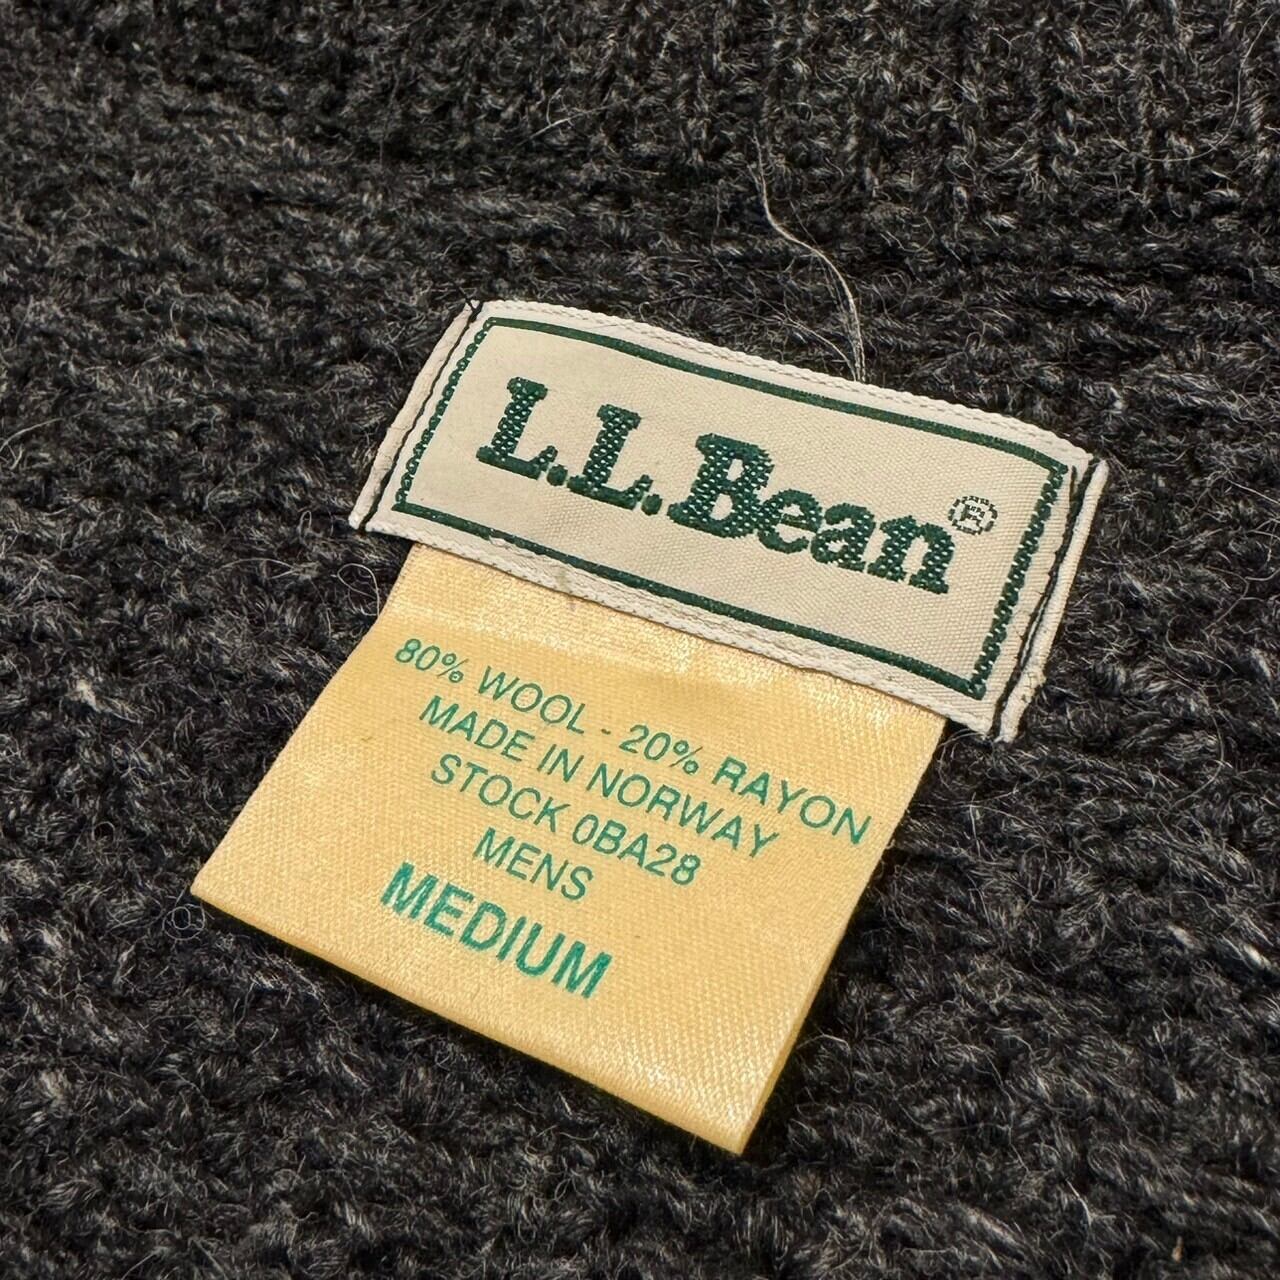 L.L.Bean®
80% WOOL - 20% RAYON
MADE IN NORWAY
STOCK 0BA28
MENS
MEDIUM